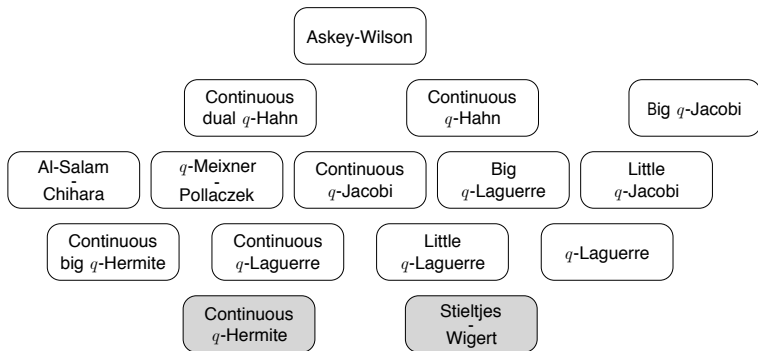 Askey-Wilson
Continuous
dual q-Hahn
Continuous
q-Hahn
Big q-Jacobi
Al-Salam
-
Chihara
q-Meixner
-
Pollaczek
Continuous
q-Jacobi
Big
q-Laguerre
Little
q-Jacobi
Continuous
big q-Hermite
Continuous
q-Laguerre
Little
q-Laguerre
q-Laguerre
Continuous
q-Hermite
Stieltjes
-
Wigert